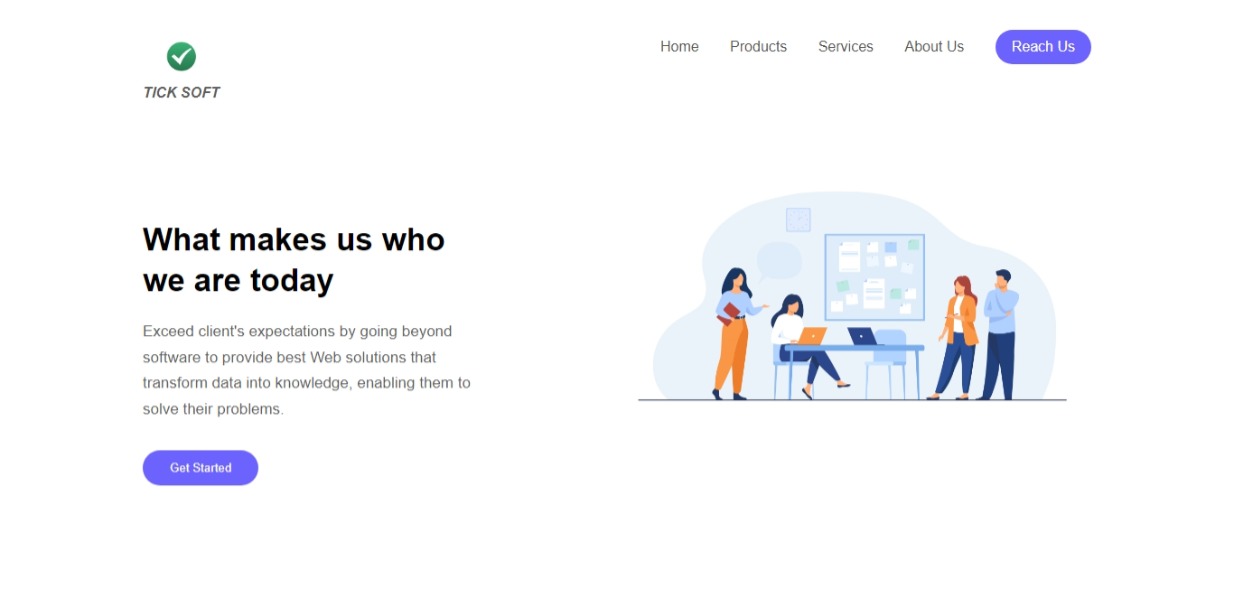 Home Products Services About Us Reach Us
TICK SOFT
What makes us who
we are today
Exceed client's expectations by going beyond
software to provide best Web solutions that
transform data into knowledge, enabling them to
solve their problems.
Get Started